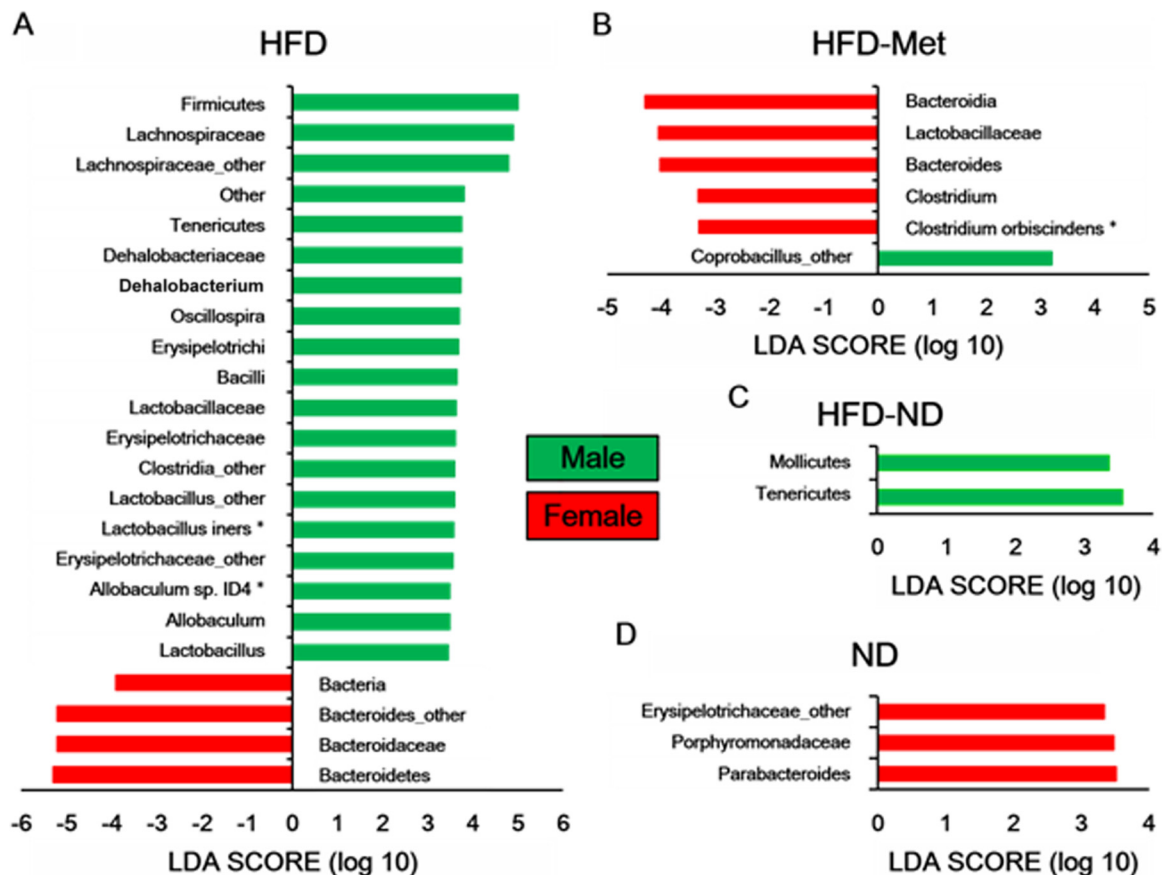 A
HFD
Firmicutes
Lachnospiraceae
Lachnospiraceae_other
Other
Tenericutes
Dehalobacteriaceae
Dehalobacterium
Oscillospira
Erysipelotrichi
Bacilli
Lactobacillaceae
Erysipelotrichaceae
Clostridia_other
Lactobacillus_other
Lactobacillus iners *
Erysipelotrichaceae_other
Allobaculum sp. ID4 *
Allobaculum
Lactobacillus
Bacteria
Bacteroides_other
Bacteroidaceae
Bacteroidetes
-6 -5 -4 -3 -2 -1 0 1 2 3 4 5 6
LDA SCORE (log 10)
Male
Female
B
HFD-Met
Bacteroidia
Lactobacillaceae
Bacteroides
Clostridium
Clostridium orbiscindens *
Coprobacillus_other
-5 -4 -3 -2 -1 0 1 2 3 4 5
LDA SCORE (log 10)
C
HFD-ND
Mollicutes
Tenericutes
0 1 2 3 4
LDA SCORE (log 10)
D
ND
Erysipelotrichaceae_other
Porphyromonadaceae
Parabacteroides
0 1 2 3 4
LDA SCORE (log 10)